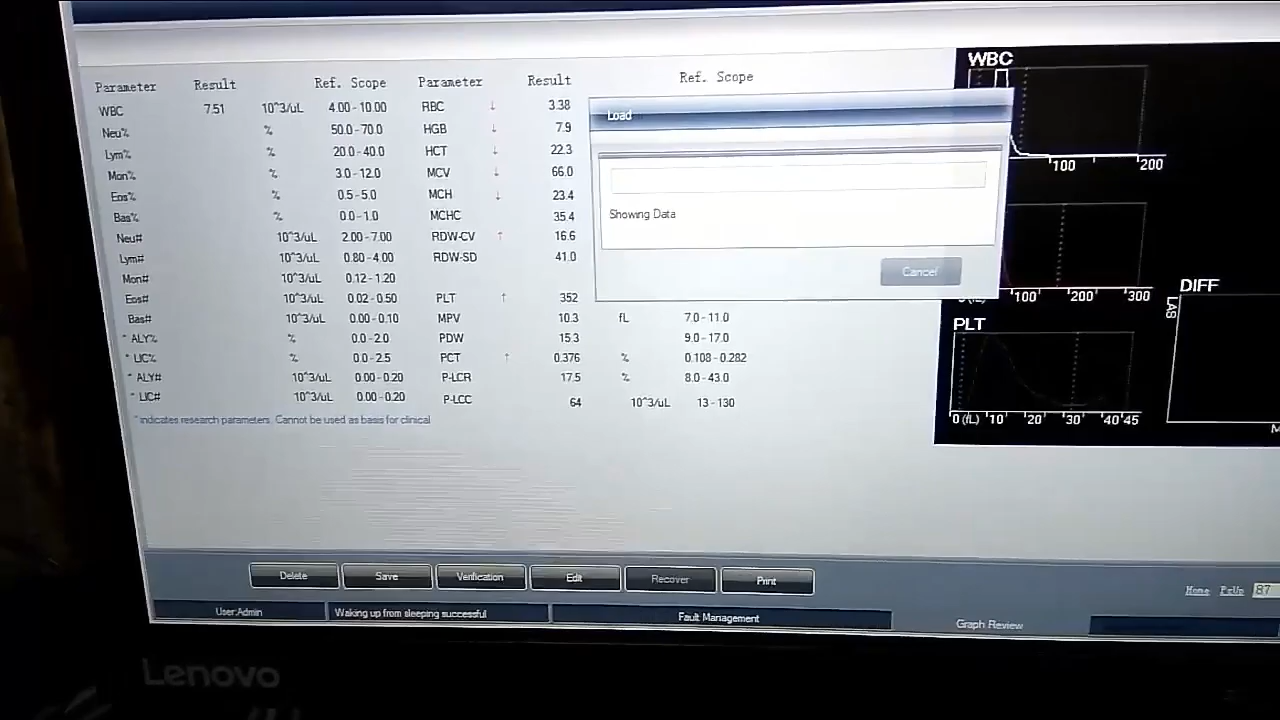 Parameter Result Ref. Scope Parameter Result Ref. Scope
WBC 7.51 10^3/uL 4.00 - 10.00 RBC ↓ 3.38
Neu% % 50.0 - 70.0 HGB ↓ 7.9
Lym% % 20.0 - 40.0 HCT ↓ 22.3
Mon% % 3.0 - 12.0 MCV ↓ 66.0
Eos% % 0.5 - 5.0 MCH ↓ 23.4
Bas% % 0.0 - 1.0 MCHC 35.4
Neu# 10^3/uL 2.00 - 7.00 RDW-CV ↑ 16.6
Lym# 10^3/uL 0.80 - 4.00 RDW-SD 41.0
Mon# 10^3/uL 0.12 - 1.20
Eos# 10^3/uL 0.02 - 0.50 PLT ↑ 352
Bas# 10^3/uL 0.00 - 0.10 MPV 10.3 fL 7.0 - 11.0
* ALY% % 0.0 - 2.0 PDW 15.3 9.0 - 17.0
* LIC% % 0.0 - 2.5 PCT ↑ 0.376 % 0.108 - 0.282
* ALY# 10^3/uL 0.00 - 0.20 P-LCR 17.5 % 8.0 - 43.0
* LIC# 10^3/uL 0.00 - 0.20 P-LCC 64 10^3/uL 13 - 130
* indicates research parameters. Cannot be used as basis for clinical
Load
Showing Data
Cancel
WBC
100 200
100 200 300
PLT
0 (fL) 10 20 30 40 45
DIFF
LAS
Delete Save Verification Edit Recover Print
Home PgUp 87
User:Admin Waking up from sleeping successful Fault Management Graph Review
Lenovo